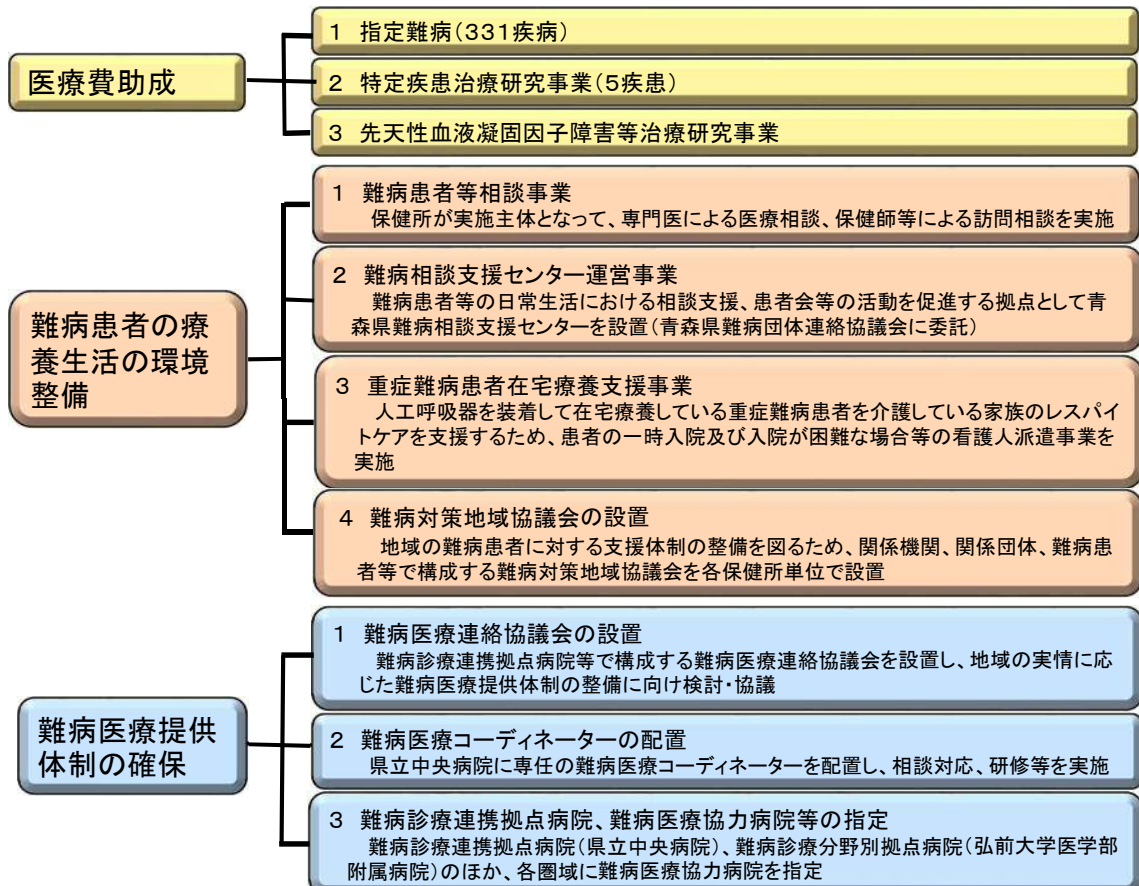 医療費助成
1 指定難病(331疾病)
2 特定疾患治療研究事業(5疾患)
3 先天性血液凝固因子障害等治療研究事業
難病患者の療
養生活の環境
整備
1 難病患者等相談事業
保健所が実施主体となって、専門医による医療相談、保健師等による訪問相談を実施
2 難病相談支援センター運営事業
難病患者等の日常生活における相談支援、患者会等の活動を促進する拠点として青
森県難病相談支援センターを設置(青森県難病団体連絡協議会に委託)
3 重症難病患者在宅療養支援事業
人工呼吸器を装着して在宅療養している重症難病患者を介護している家族のレスパイ
トケアを支援するため、患者の一時入院及び入院が困難な場合等の看護人派遣事業を
実施
4 難病対策地域協議会の設置
地域の難病患者に対する支援体制の整備を図るため、関係機関、関係団体、難病患
者等で構成する難病対策地域協議会を各保健所単位で設置
難病医療提供
体制の確保
1 難病医療連絡協議会の設置
難病診療連携拠点病院等で構成する難病医療連絡協議会を設置し、地域の実情に応
じた難病医療提供体制の整備に向け検討・協議
2 難病医療コーディネーターの配置
県立中央病院に専任の難病医療コーディネーターを配置し、相談対応、研修等を実施
3 難病診療連携拠点病院、難病医療協力病院等の指定
難病診療連携拠点病院(県立中央病院)、難病診療分野別拠点病院(弘前大学医学部
附属病院)のほか、各圏域に難病医療協力病院を指定